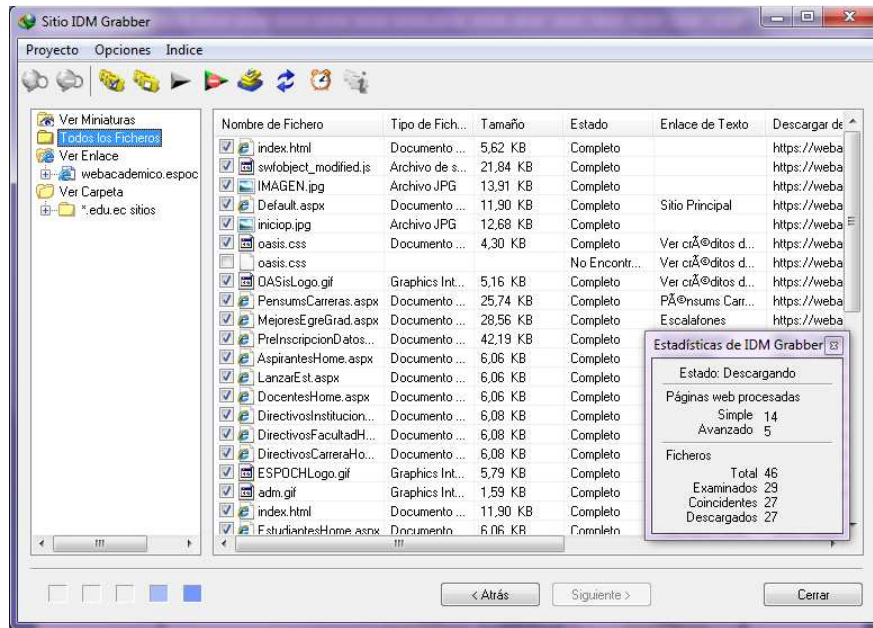 Sitio IDM Grabber
Proyecto Opciones Indice
Ver Miniaturas
Todos los Ficheros
Ver Enlace
webacademico.espoc
Ver Carpeta
*.edu.ec sitios
Nombre de Fichero Tipo de Fich... Tamaño Estado Enlace de Texto Descargar de
index.html Documento ... 5,62 KB Completo https://weba
swfobject_modified.js Archivo de s... 21,84 KB Completo https://weba
IMAGEN.jpg Archivo JPG 13,91 KB Completo https://weba
Default.aspx Documento ... 11,90 KB Completo Sitio Principal https://weba
iniciop.jpg Archivo JPG 12,68 KB Completo https://weba
oasis.css Documento ... 4,30 KB Completo Ver crÃ©ditos d... https://weba
oasis.css No Encontr... Ver crÃ©ditos d... https://weba
OASisLogo.gif Graphics Int... 5,16 KB Completo Ver crÃ©ditos d... https://weba
PensumsCarreras.aspx Documento ... 25,74 KB Completo PÃ©nsums Carr... https://weba
MejoresEgreGrad.aspx Documento ... 28,56 KB Completo Escalafones https://weba
PreInscripcionDatos... Documento ... 42,19 KB Completo
AspirantesHome.aspx Documento ... 6,06 KB Completo
LanzarEst.aspx Documento ... 6,06 KB Completo
DocentesHome.aspx Documento ... 6,06 KB Completo
DirectivosInstitucion... Documento ... 6,08 KB Completo
DirectivosFacultadH... Documento ... 6,08 KB Completo
DirectivosCarreraHo... Documento ... 6,08 KB Completo
ESPOCHLogo.gif Graphics Int... 5,79 KB Completo
adm.gif Graphics Int... 1,59 KB Completo
index.html Documento ... 11,90 KB Completo
EstudiantesHome.aspx Documento 6,06 KB Completo
Estadísticas de IDM Grabber
Estado: Descargando
Páginas web procesadas
Simple 14
Avanzado 5
Ficheros
Total 46
Examinados 29
Coincidentes 27
Descargados 27
< Atrás Siguiente > Cerrar